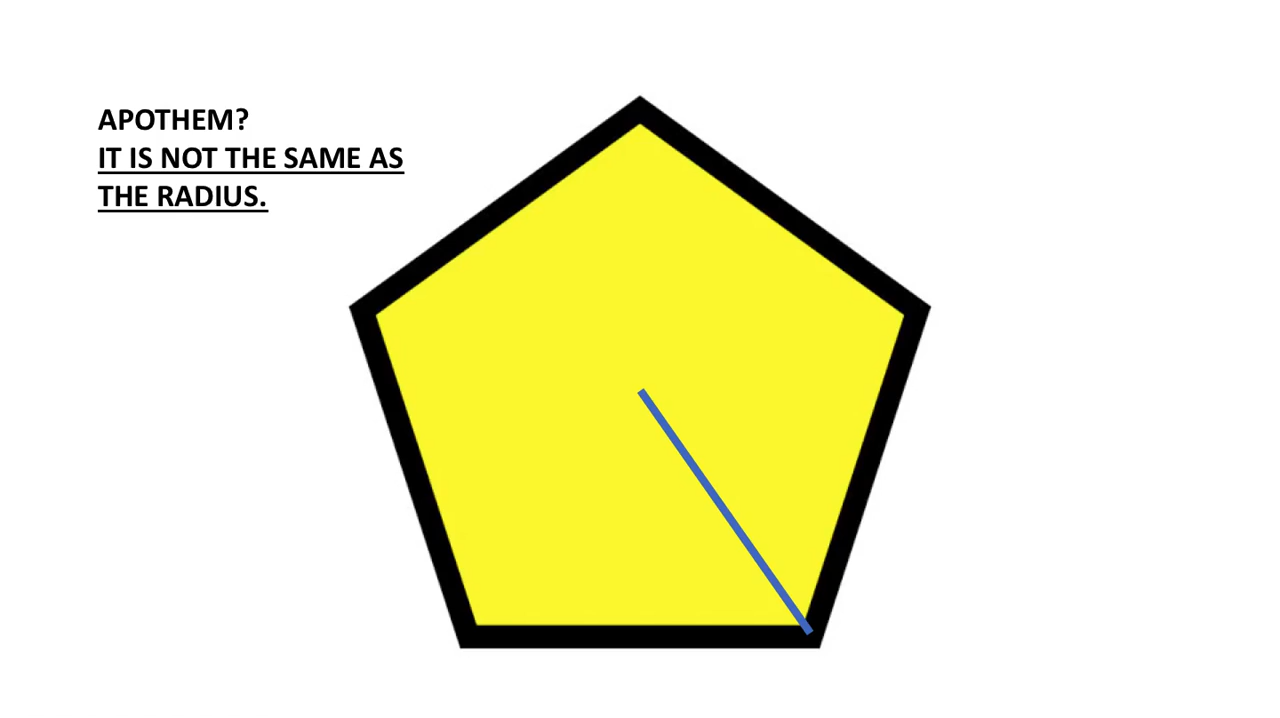 APOTHEM?
IT IS NOT THE SAME AS
THE RADIUS.